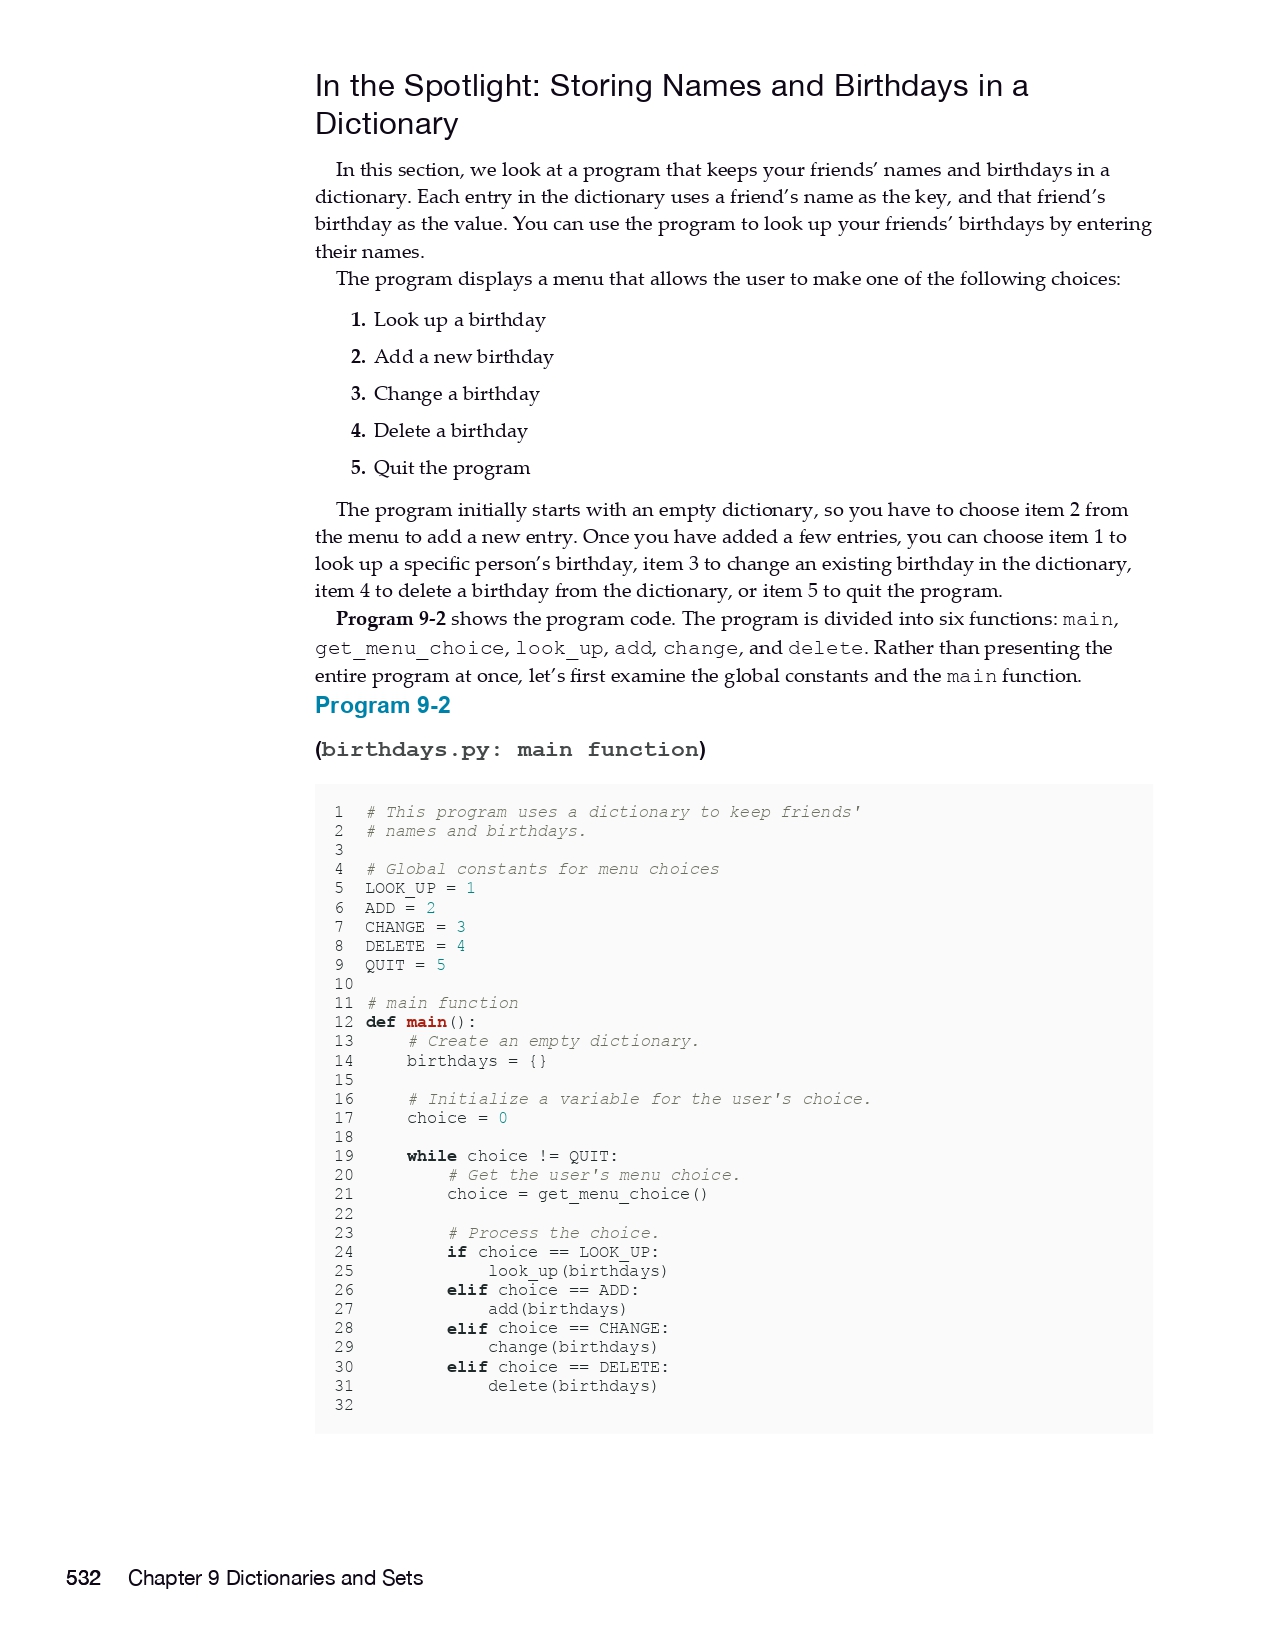 In the Spotlight: Storing Names and Birthdays in a
Dictionary
In this section, we look at a program that keeps your friends’ names and birthdays in a
dictionary. Each entry in the dictionary uses a friend’s name as the key, and that friend’s
birthday as the value. You can use the program to look up your friends’ birthdays by entering
their names.
The program displays a menu that allows the user to make one of the following choices:
1. Look up a birthday
2. Add a new birthday
3. Change a birthday
4. Delete a birthday
5. Quit the program
The program initially starts with an empty dictionary, so you have to choose item 2 from
the menu to add a new entry. Once you have added a few entries, you can choose item 1 to
look up a specific person’s birthday, item 3 to change an existing birthday in the dictionary,
item 4 to delete a birthday from the dictionary, or item 5 to quit the program.
Program 9-2 shows the program code. The program is divided into six functions: main,
get_menu_choice, look_up, add, change, and delete. Rather than presenting the
entire program at once, let’s first examine the global constants and the main function.
Program 9-2
(birthdays.py: main function)
1 # This program uses a dictionary to keep friends'
2 # names and birthdays.
3
4 # Global constants for menu choices
5 LOOK_UP = 1
6 ADD = 2
7 CHANGE = 3
8 DELETE = 4
9 QUIT = 5
10
11 # main function
12 def main():
13     # Create an empty dictionary.
14     birthdays = {}
15
16     # Initialize a variable for the user's choice.
17     choice = 0
18
19     while choice != QUIT:
20         # Get the user's menu choice.
21         choice = get_menu_choice()
22
23         # Process the choice.
24         if choice == LOOK_UP:
25             look_up(birthdays)
26         elif choice == ADD:
27             add(birthdays)
28         elif choice == CHANGE:
29             change(birthdays)
30         elif choice == DELETE:
31             delete(birthdays)
32
532 Chapter 9 Dictionaries and Sets